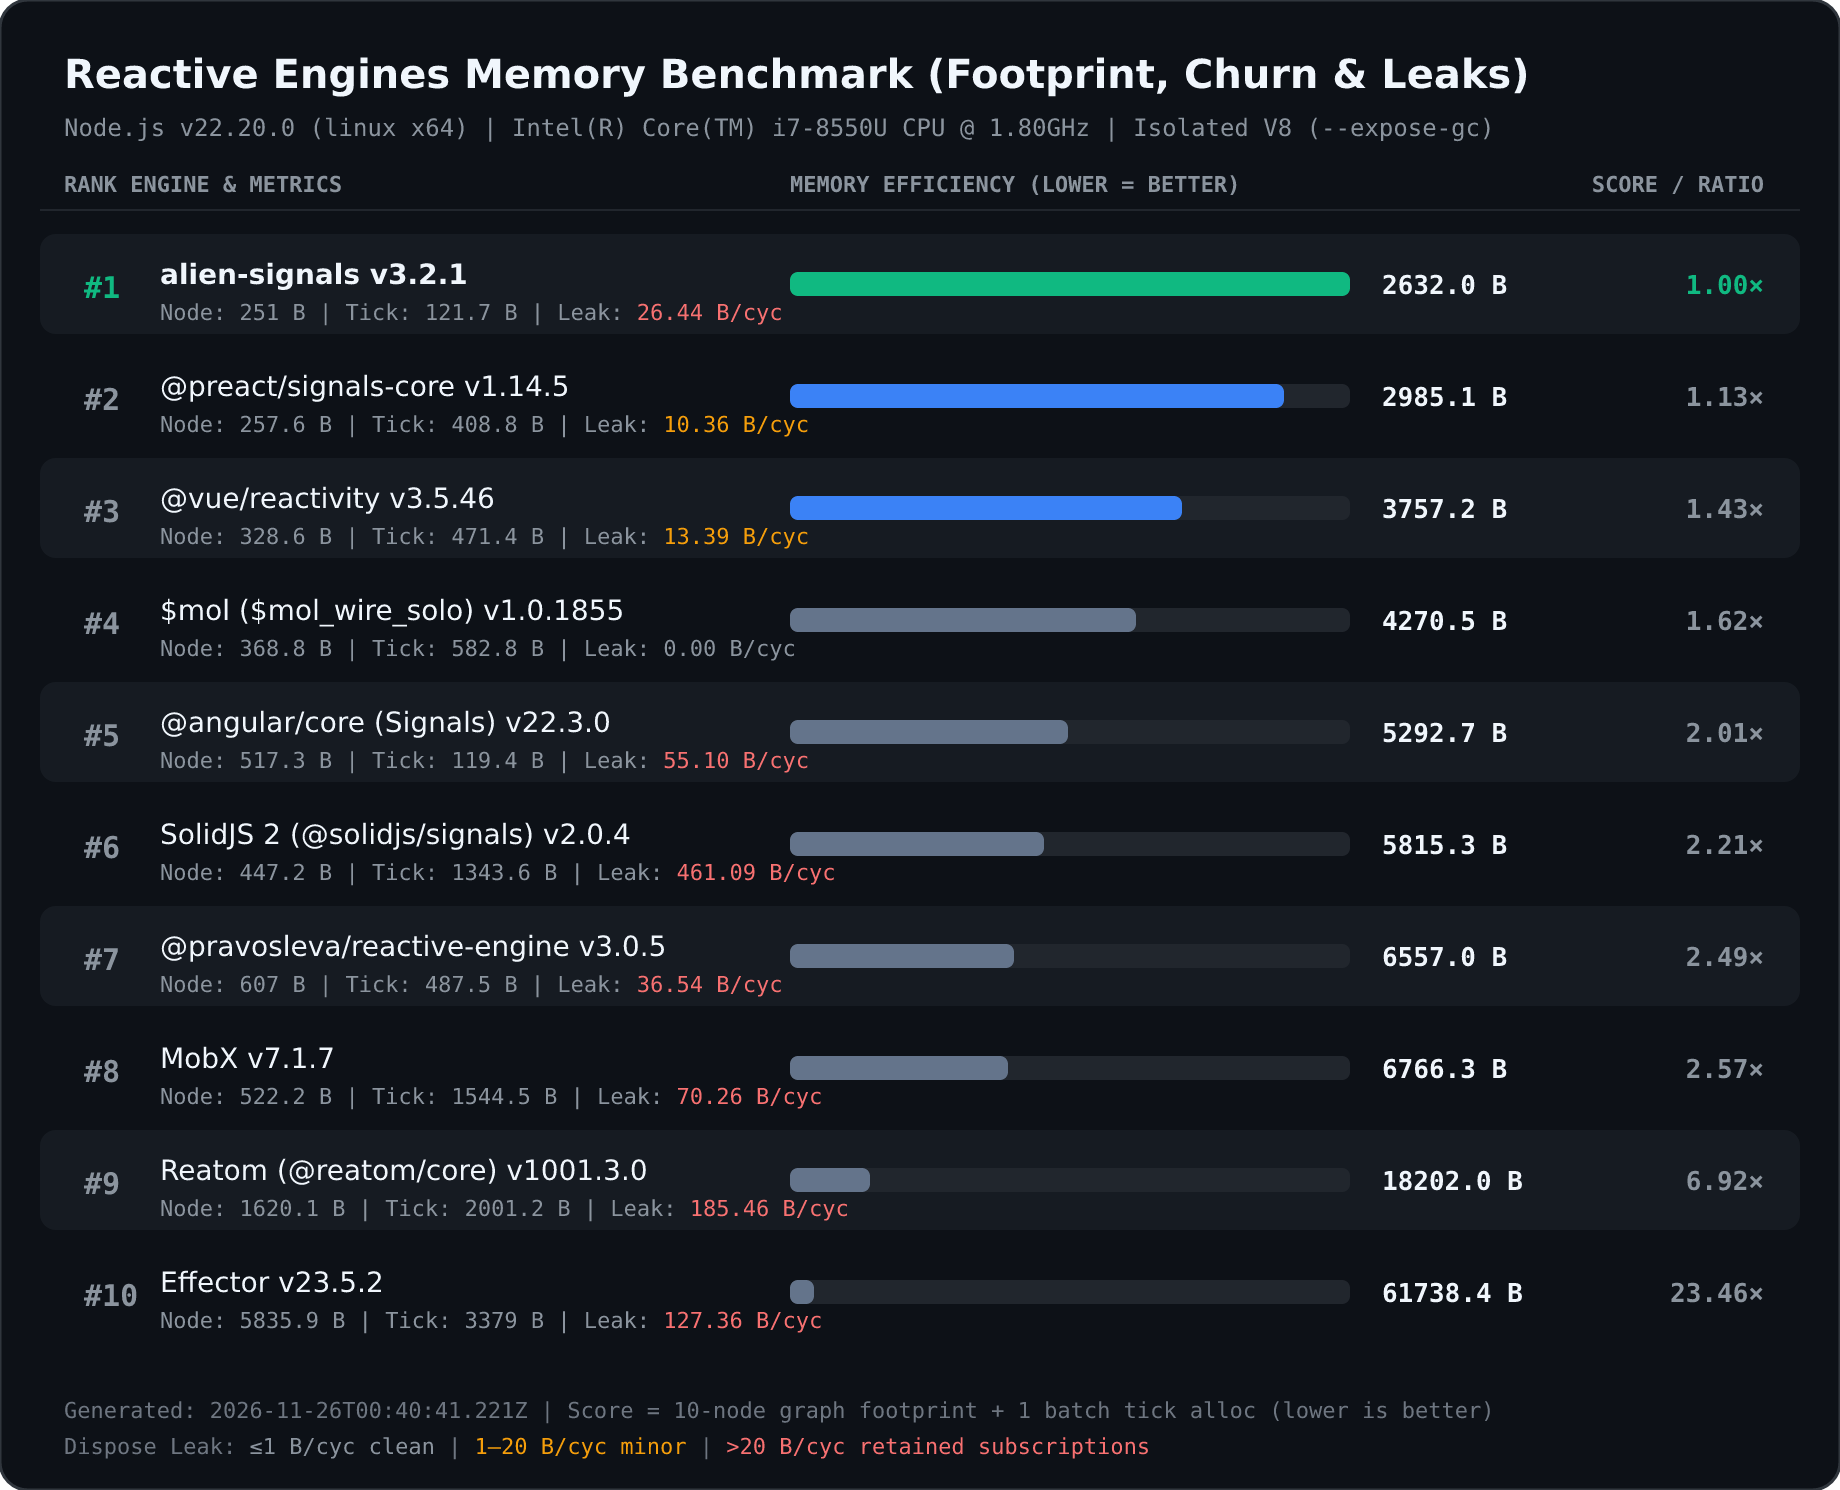 Reactive Engines Memory Benchmark (Footprint, Churn & Leaks)
Node.js v22.20.0 (linux x64) | Intel(R) Core(TM) i7-8550U CPU @ 1.80GHz | Isolated V8 (--expose-gc)
RANK ENGINE & METRICS MEMORY EFFICIENCY (LOWER = BETTER) SCORE / RATIO
#1 alien-signals v3.2.1 2632.0 B 1.00×
Node: 251 B | Tick: 121.7 B | Leak: 26.44 B/cyc
#2 @preact/signals-core v1.14.5 2985.1 B 1.13×
Node: 257.6 B | Tick: 408.8 B | Leak: 10.36 B/cyc
#3 @vue/reactivity v3.5.46 3757.2 B 1.43×
Node: 328.6 B | Tick: 471.4 B | Leak: 13.39 B/cyc
#4 $mol ($mol_wire_solo) v1.0.1855 4270.5 B 1.62×
Node: 368.8 B | Tick: 582.8 B | Leak: 0.00 B/cyc
#5 @angular/core (Signals) v22.3.0 5292.7 B 2.01×
Node: 517.3 B | Tick: 119.4 B | Leak: 55.10 B/cyc
#6 SolidJS 2 (@solidjs/signals) v2.0.4 5815.3 B 2.21×
Node: 447.2 B | Tick: 1343.6 B | Leak: 461.09 B/cyc
#7 @pravosleva/reactive-engine v3.0.5 6557.0 B 2.49×
Node: 607 B | Tick: 487.5 B | Leak: 36.54 B/cyc
#8 MobX v7.1.7 6766.3 B 2.57×
Node: 522.2 B | Tick: 1544.5 B | Leak: 70.26 B/cyc
#9 Reatom (@reatom/core) v1001.3.0 18202.0 B 6.92×
Node: 1620.1 B | Tick: 2001.2 B | Leak: 185.46 B/cyc
#10 Effector v23.5.2 61738.4 B 23.46×
Node: 5835.9 B | Tick: 3379 B | Leak: 127.36 B/cyc
Generated: 2026-11-26T00:40:41.221Z | Score = 10-node graph footprint + 1 batch tick alloc (lower is better)
Dispose Leak: ≤1 B/cyc clean | 1–20 B/cyc minor | >20 B/cyc retained subscriptions